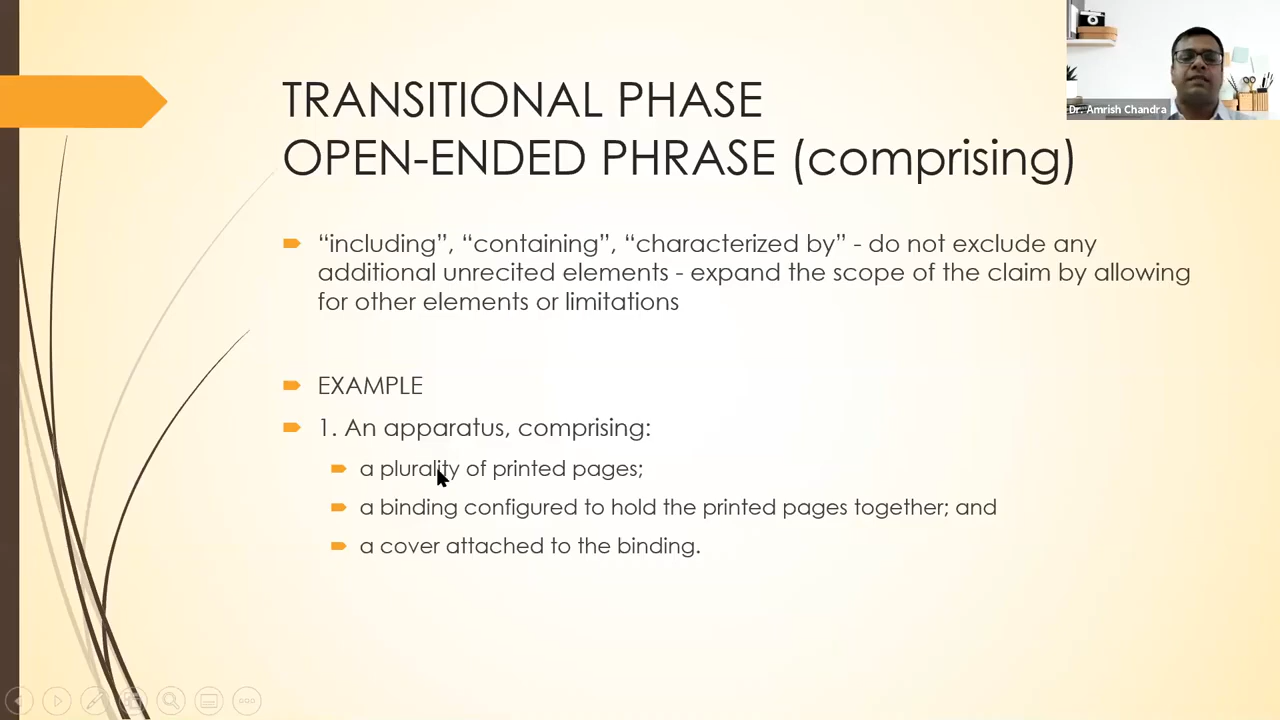 TRANSITIONAL PHASE
OPEN-ENDED PHRASE (comprising)
Dr. Amrish Chandra
“including”, “containing”, “characterized by” - do not exclude any
additional unrecited elements - expand the scope of the claim by allowing
for other elements or limitations
EXAMPLE
1. An apparatus, comprising:
a plurality of printed pages;
a binding configured to hold the printed pages together; and
a cover attached to the binding.